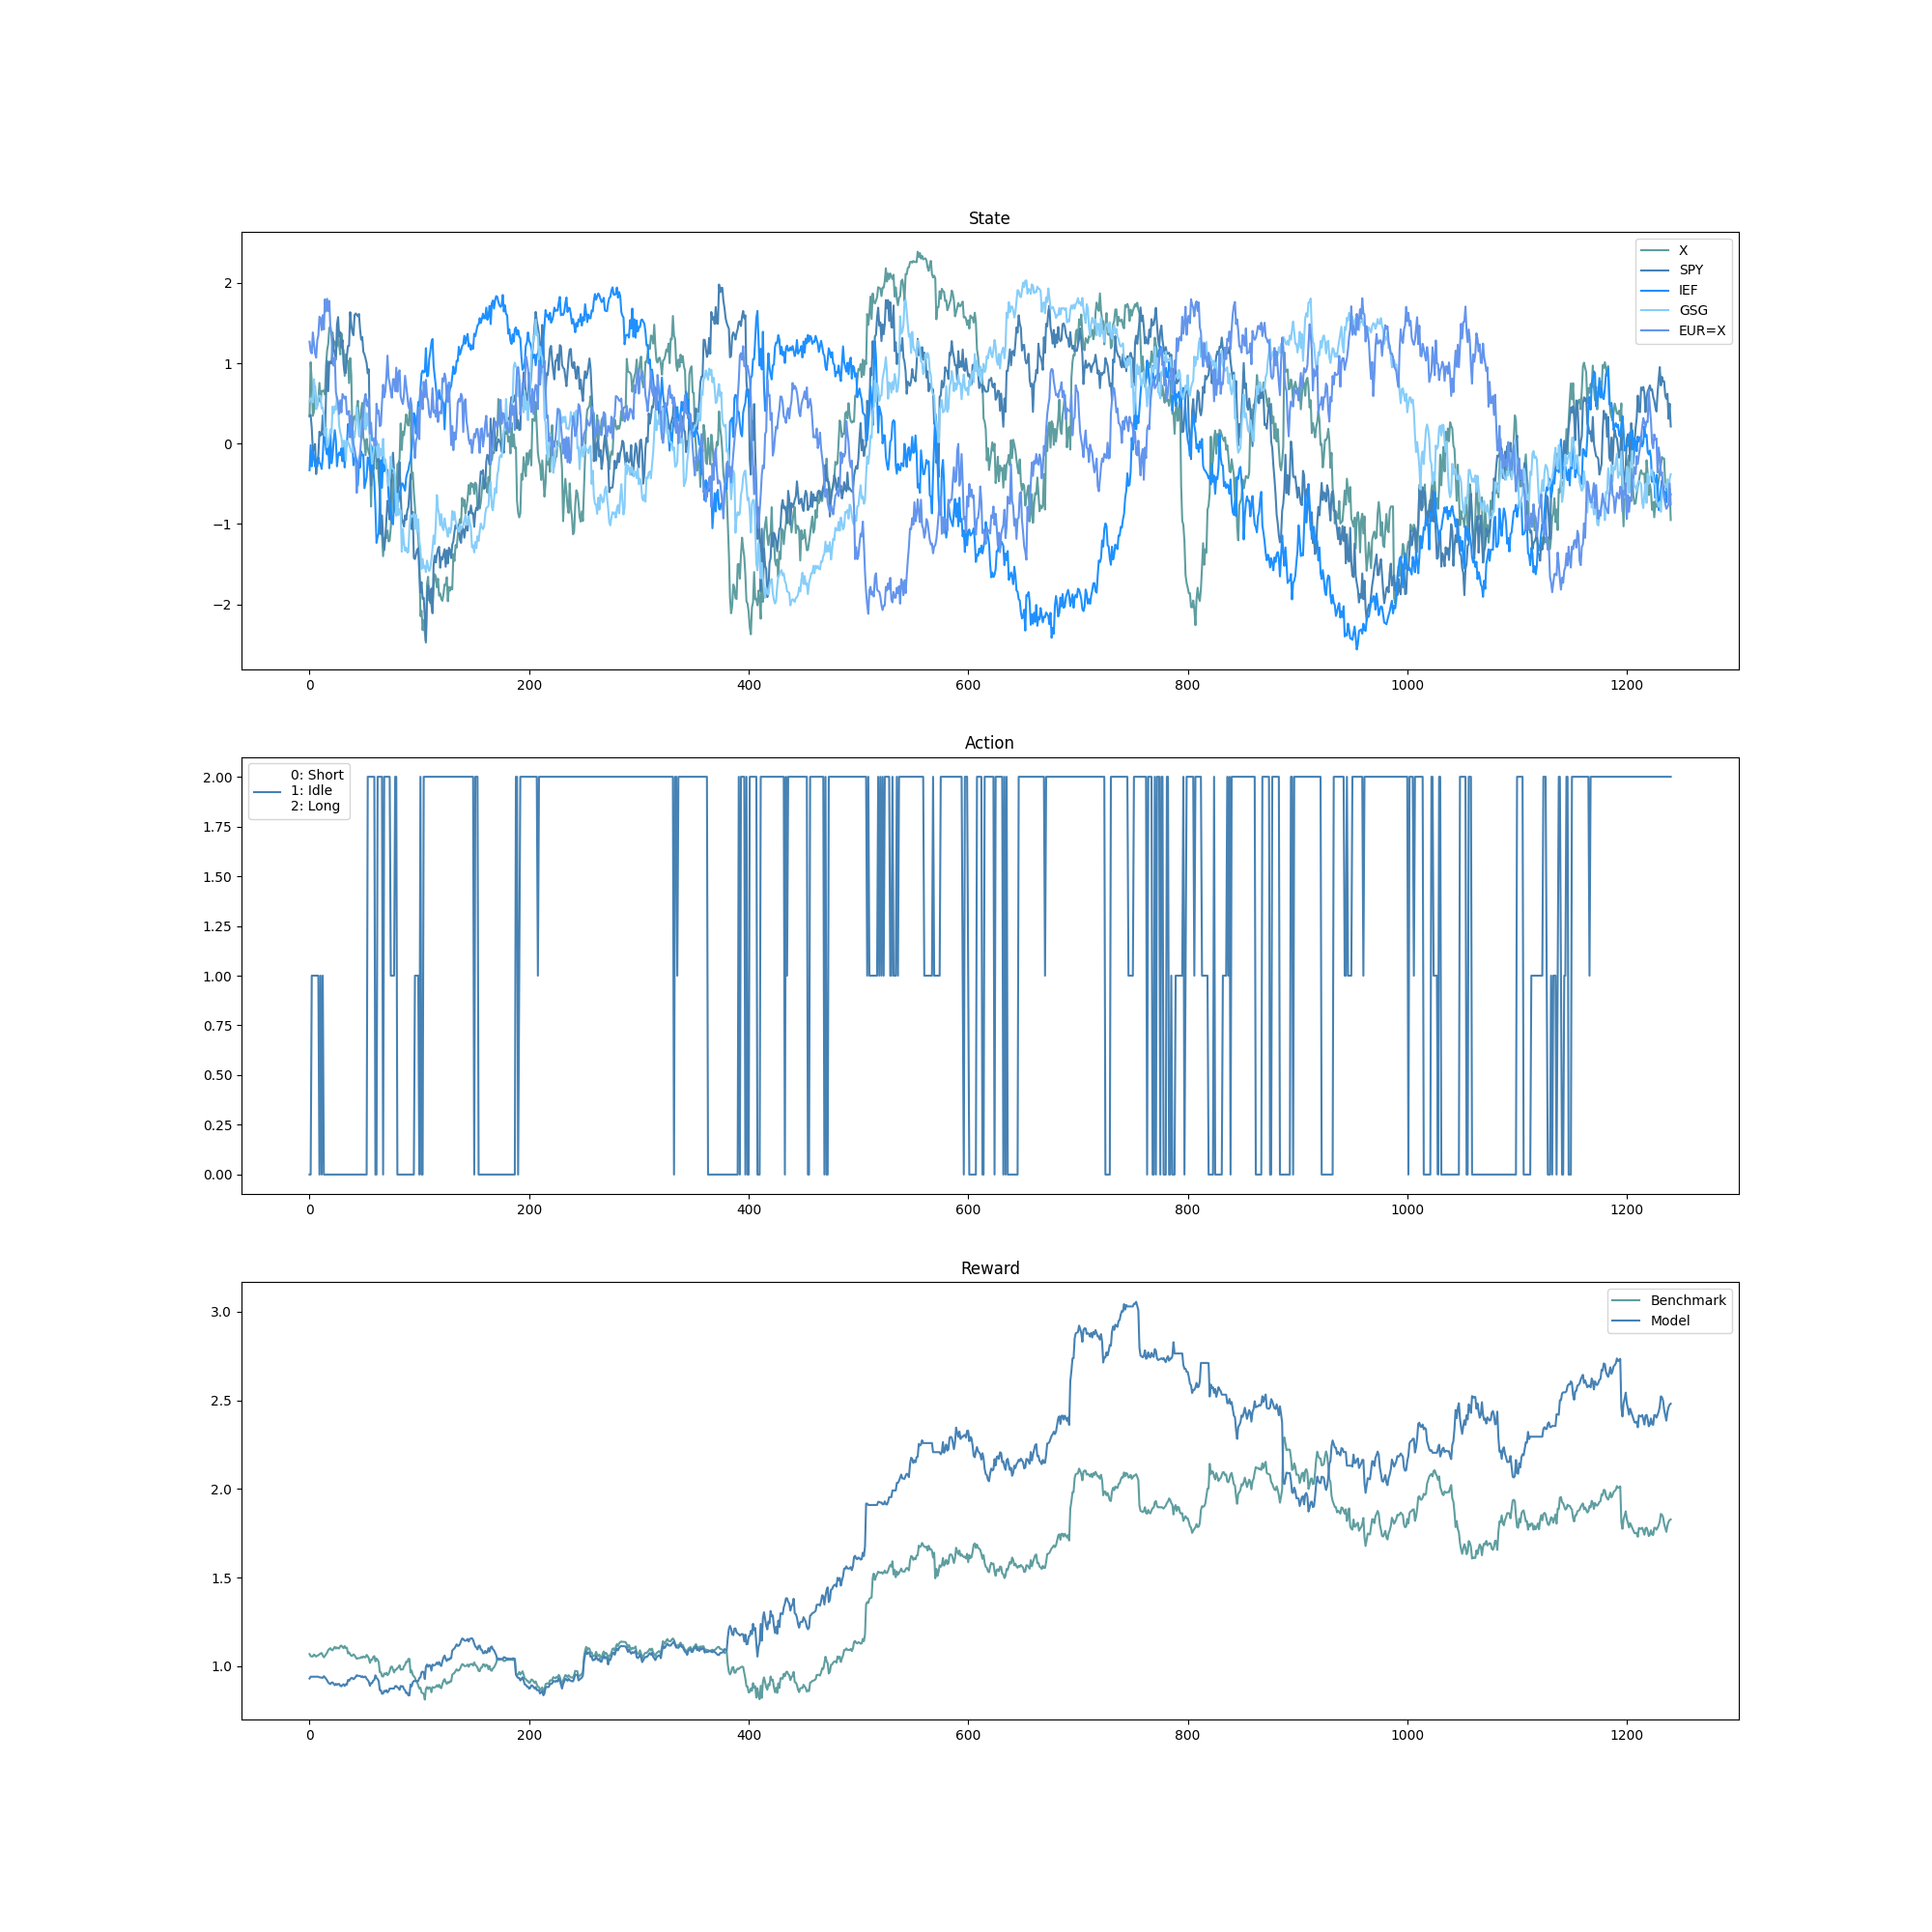 State
2
1
0
−1
−2
X
SPY
IEF
GSG
EUR=X
0 200 400 600 800 1000 1200
Action
2.00
1.75
1.50
1.25
1.00
0.75
0.50
0.25
0.00
0: Short
1: Idle
2: Long
0 200 400 600 800 1000 1200
Reward
3.0
2.5
2.0
1.5
1.0
Benchmark
Model
0 200 400 600 800 1000 1200